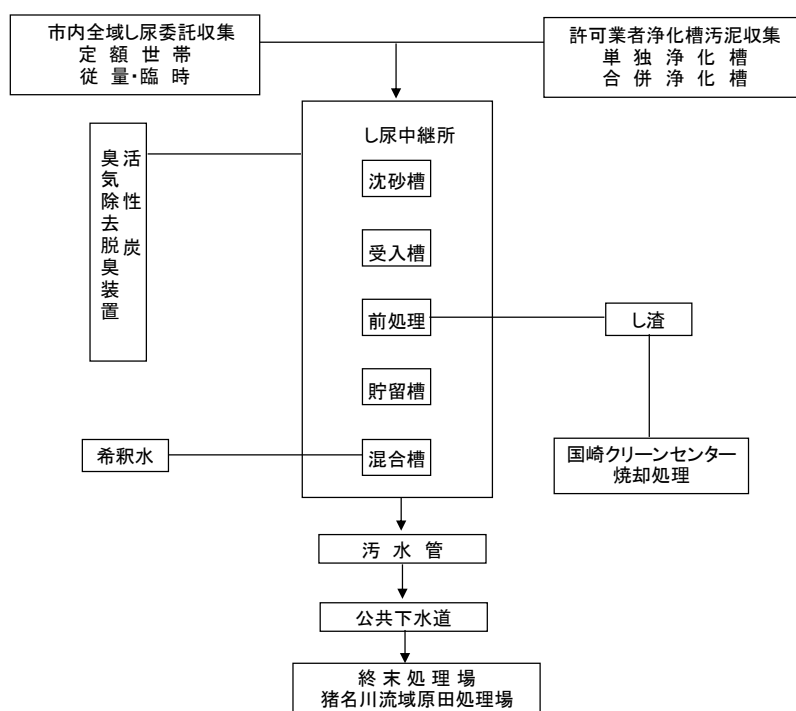 市内全域し尿委託収集
定額世帯
従量・臨時
許可業者浄化槽汚泥収集
単独浄化槽
合併浄化槽
し尿中継所
活性炭
臭気除去脱臭装置
沈砂槽
受入槽
前処理
し渣
貯留槽
希釈水
混合槽
国崎クリーンセンター
焼却処理
汚水管
公共下水道
終末処理場
猪名川流域原田処理場